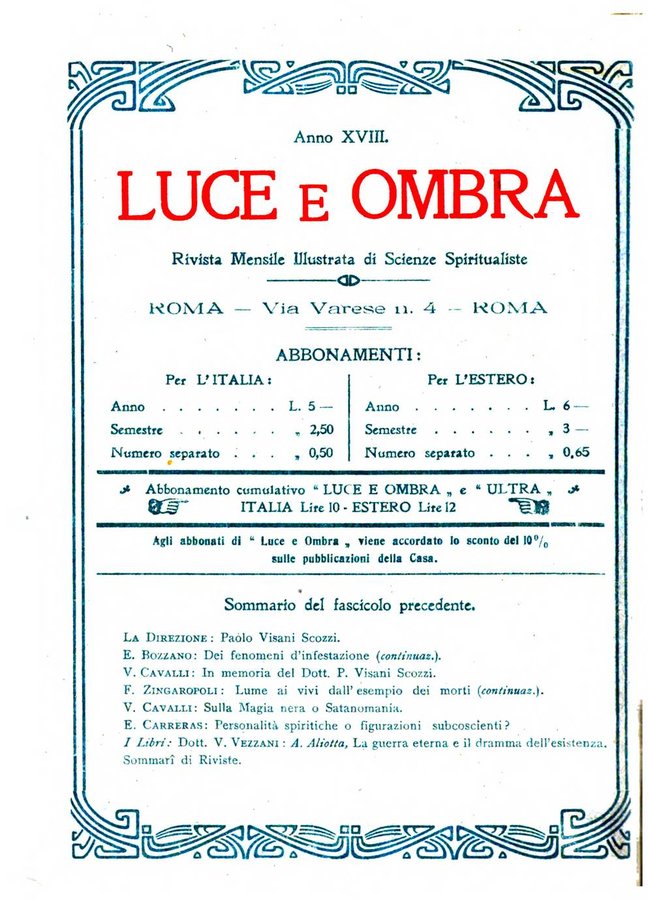 Anno XVIII.
LUCE E OMBRA
Rivista Mensile Illustrata di Scienze Spiritualiste
ROMA — Via Varese n. 4 — ROMA
ABBONAMENTI:
Per L'ITALIA:
Anno . . . . . . . L. 5 —
Semestre . . . . . . „ 2,50
Numero separato . . . „ 0,50
Per L'ESTERO:
Anno . . . . . . . L. 6 —
Semestre . . . . . . „ 3 —
Numero separato . . . „ 0,65
Abbonamento cumulativo “ LUCE E OMBRA „ e “ ULTRA „
ITALIA Lire 10 - ESTERO Lire 12
Agli abbonati di “ Luce e Ombra „ viene accordato lo sconto del 10%
sulle pubblicazioni della Casa.
Sommario del fascicolo precedente.
LA DIREZIONE: Paolo Visani Scozzi.
E. BOZZANO: Dei fenomeni d'infestazione (continuaz.).
V. CAVALLI: In memoria del Dott. P. Visani Scozzi.
F. ZINGAROPOLI: Lume ai vivi dall'esempio dei morti (continuaz.).
V. CAVALLI: Sulla Magia nera o Satanomania.
E. CARRERAS: Personalità spiritiche o figurazioni subcoscienti?
I Libri: Dott. V. VEZZANI: A. Aliotta, La guerra eterna e il dramma dell'esistenza.
Sommarî di Riviste.